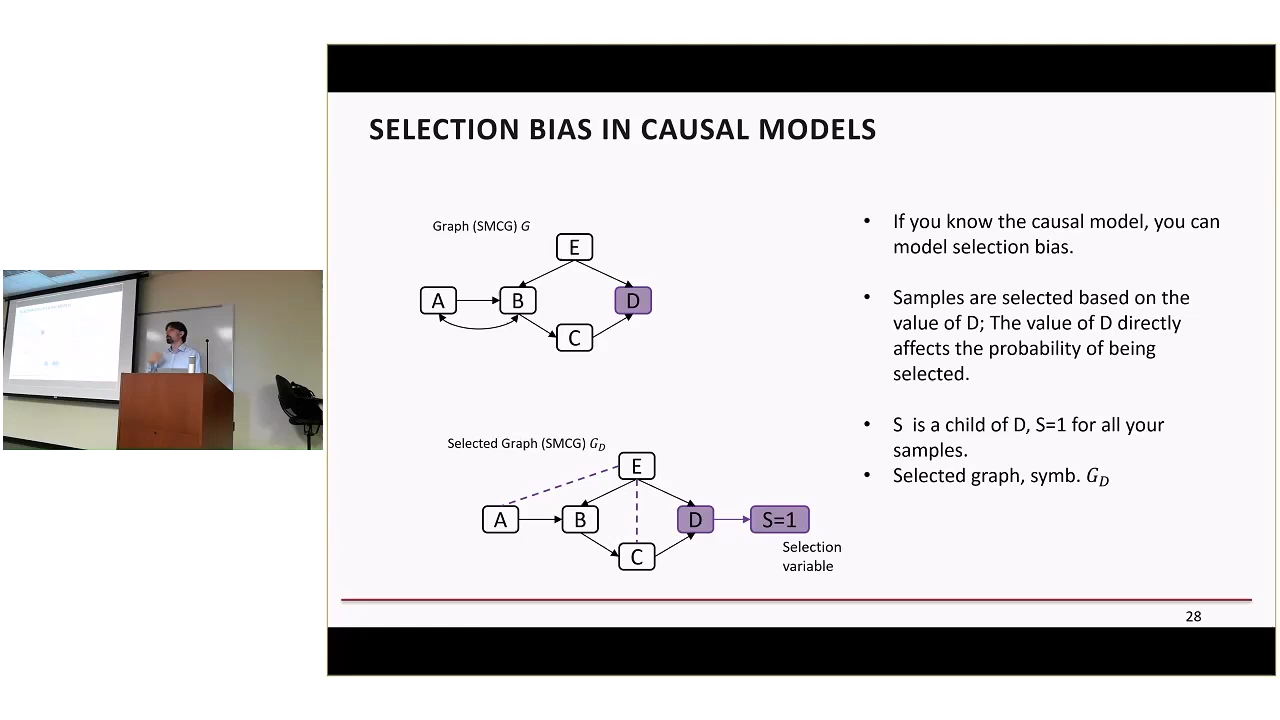 SELECTION BIAS IN CAUSAL MODELS
Graph (SMCG) G
E
A
B
D
C
Selected Graph (SMCG) G_D
E
A
B
D
S=1
C
Selection
variable
• If you know the causal model, you can
model selection bias.
• Samples are selected based on the
value of D; The value of D directly
affects the probability of being
selected.
• S is a child of D, S=1 for all your
samples.
• Selected graph, symb. G_D
28